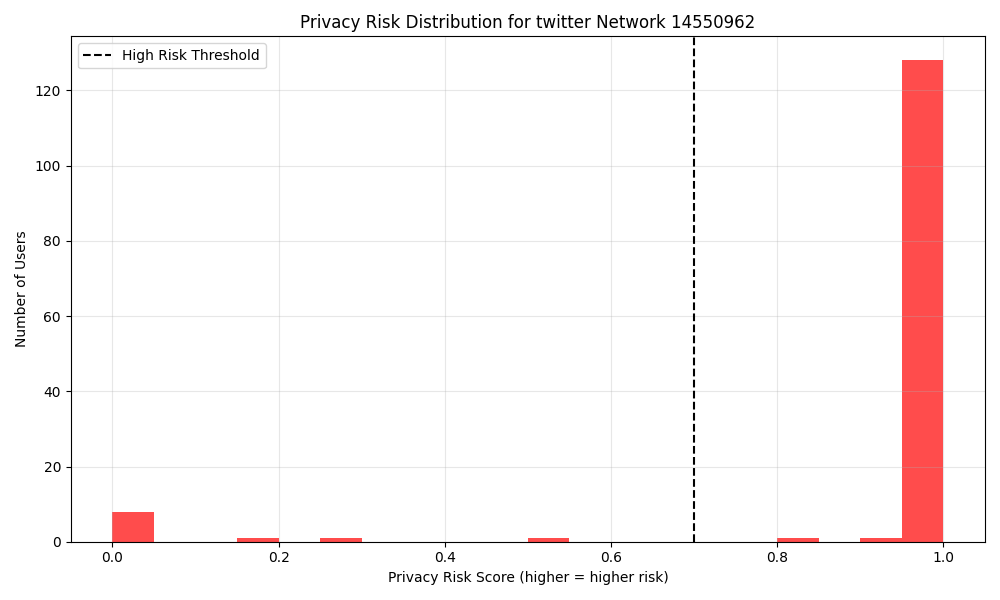 Privacy Risk Distribution for twitter Network 14550962
High Risk Threshold
120
100
80
60
40
20
0
Number of Users
0.0 0.2 0.4 0.6 0.8 1.0
Privacy Risk Score (higher = higher risk)